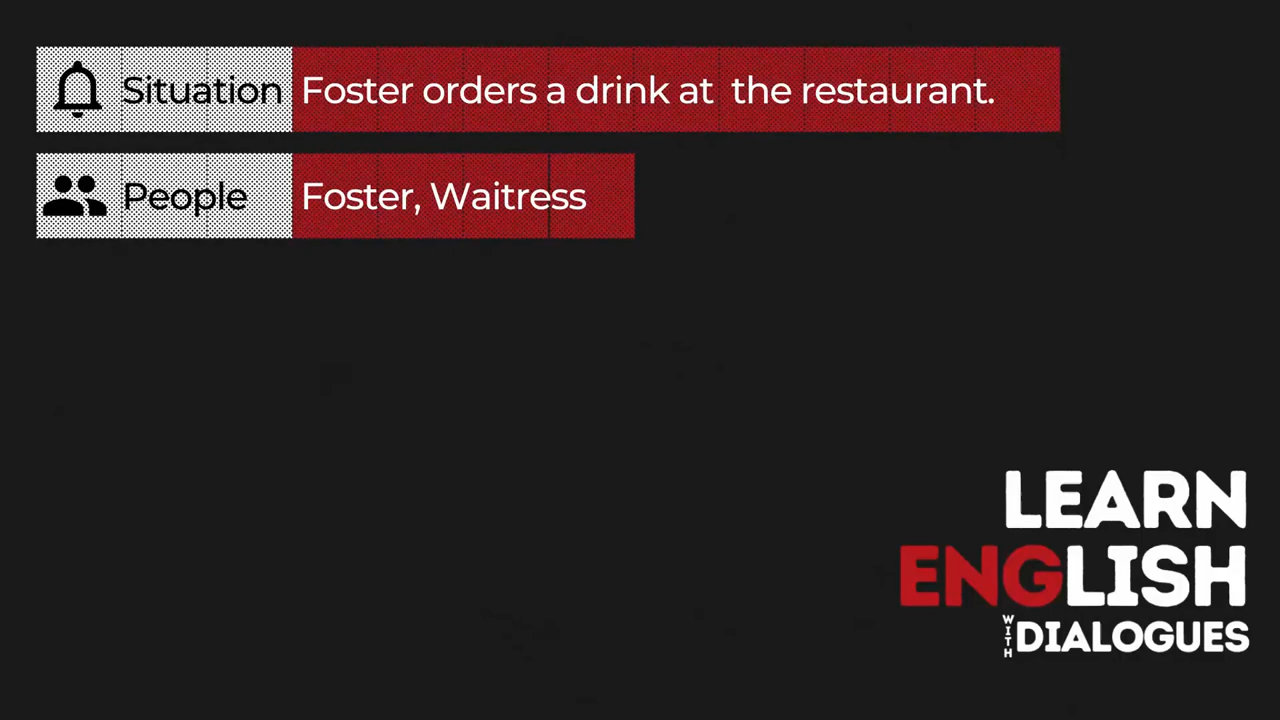 Situation Foster orders a drink at the restaurant.
People Foster, Waitress
LEARN
ENGLISH
WITH DIALOGUES